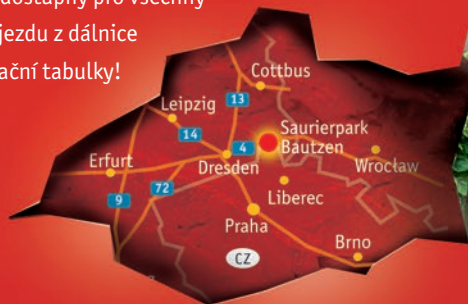 dostupný pro všechny
jezdu z dálnice
ační tabulky!
Cottbus
13
Leipzig
14
Saurierpark
Bautzen
4
Erfurt
Dresden
Wrocław
72
9
Liberec
Praha
Brno
CZ